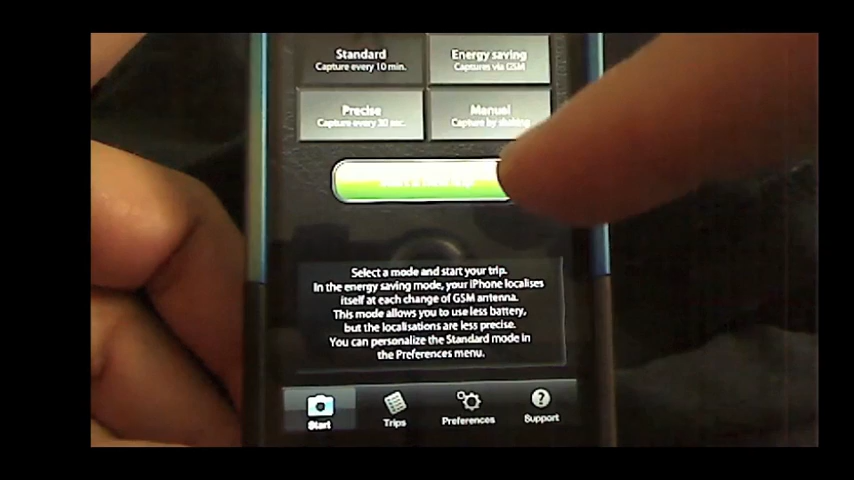 Standard
Capture every 10 min.
Energy saving
Captures via GSM
Precise
Capture every 30 sec.
Manual
Capture by shaking
Select a mode and start your trip.
In the energy saving mode, your iPhone localises
itself at each change of GSM antenna.
This mode allows you to use less battery,
but the localisations are less precise.
You can personalize the Standard mode in
the Preferences menu.
Start
Trips
Preferences
Support